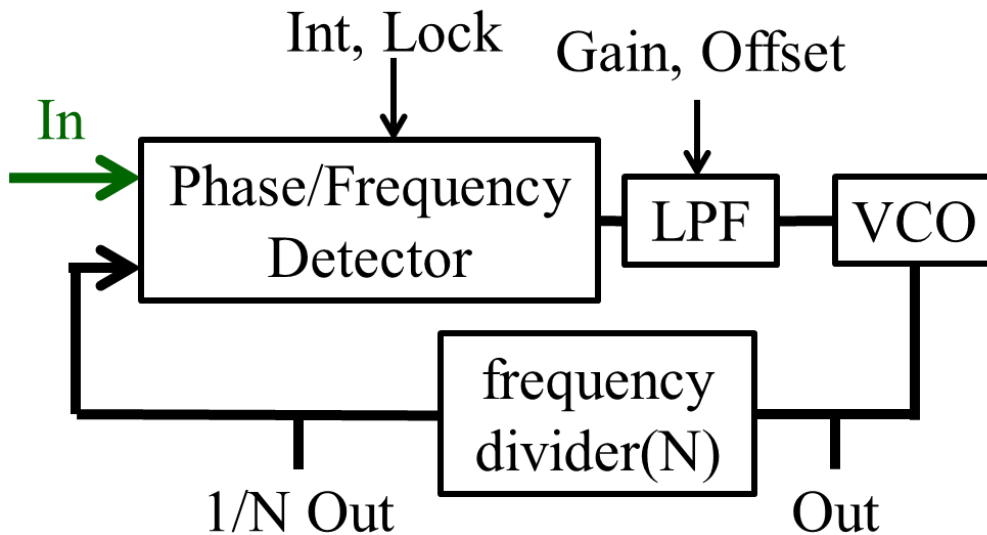 Int, Lock
Gain, Offset
In
Phase/Frequency
Detector
LPF
VCO
frequency
divider(N)
1/N Out
Out